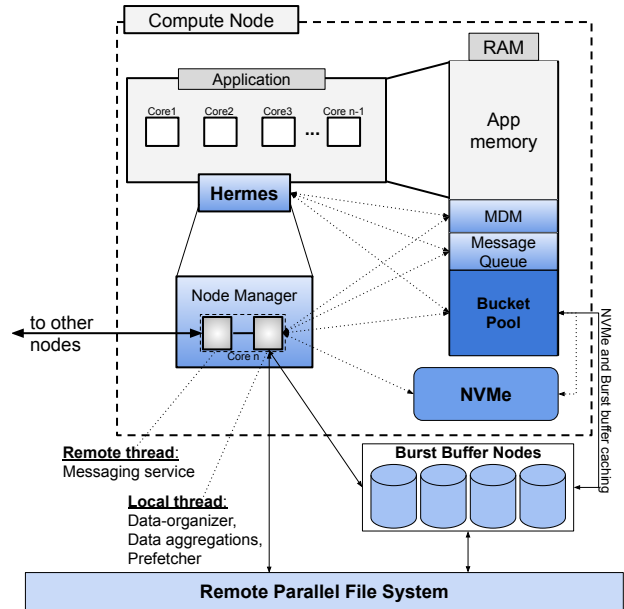 Compute Node
RAM
Application
Core1
Core2
Core3
...
Core n-1
App
memory
Hermes
MDM
Message
Queue
Node Manager
Bucket
Pool
to other
nodes
Core n
NVMe
NVMe and Burst buffer caching
Remote thread:
Messaging service
Burst Buffer Nodes
Local thread:
Data-organizer,
Data aggregations,
Prefetcher
Remote Parallel File System